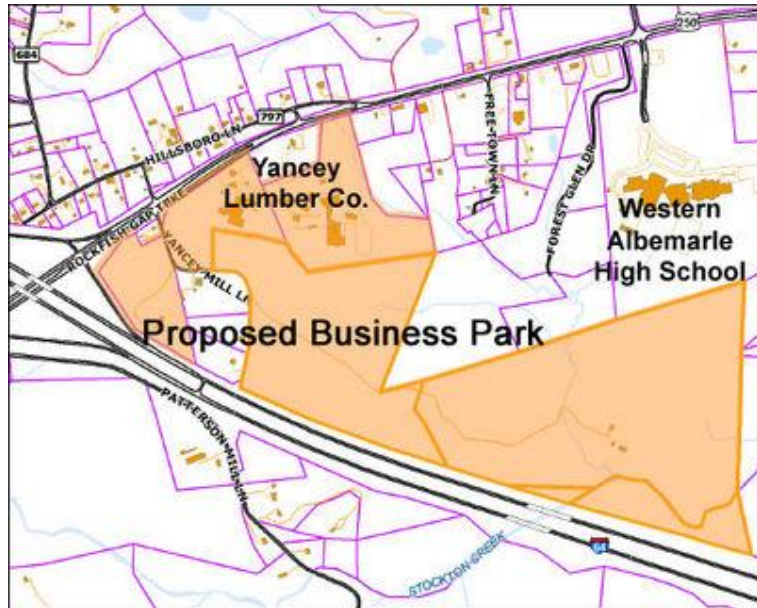 250
684
797
HILLSBORO LN
FREE TOWN LN
Yancey
Lumber Co.
FOREST GLEN DR
Western
Albemarle
High School
ROCKFISH GAP
YANCEY MILL LN
Proposed Business Park
PATTERSON MILL LN
64
STOCKTON CREEK